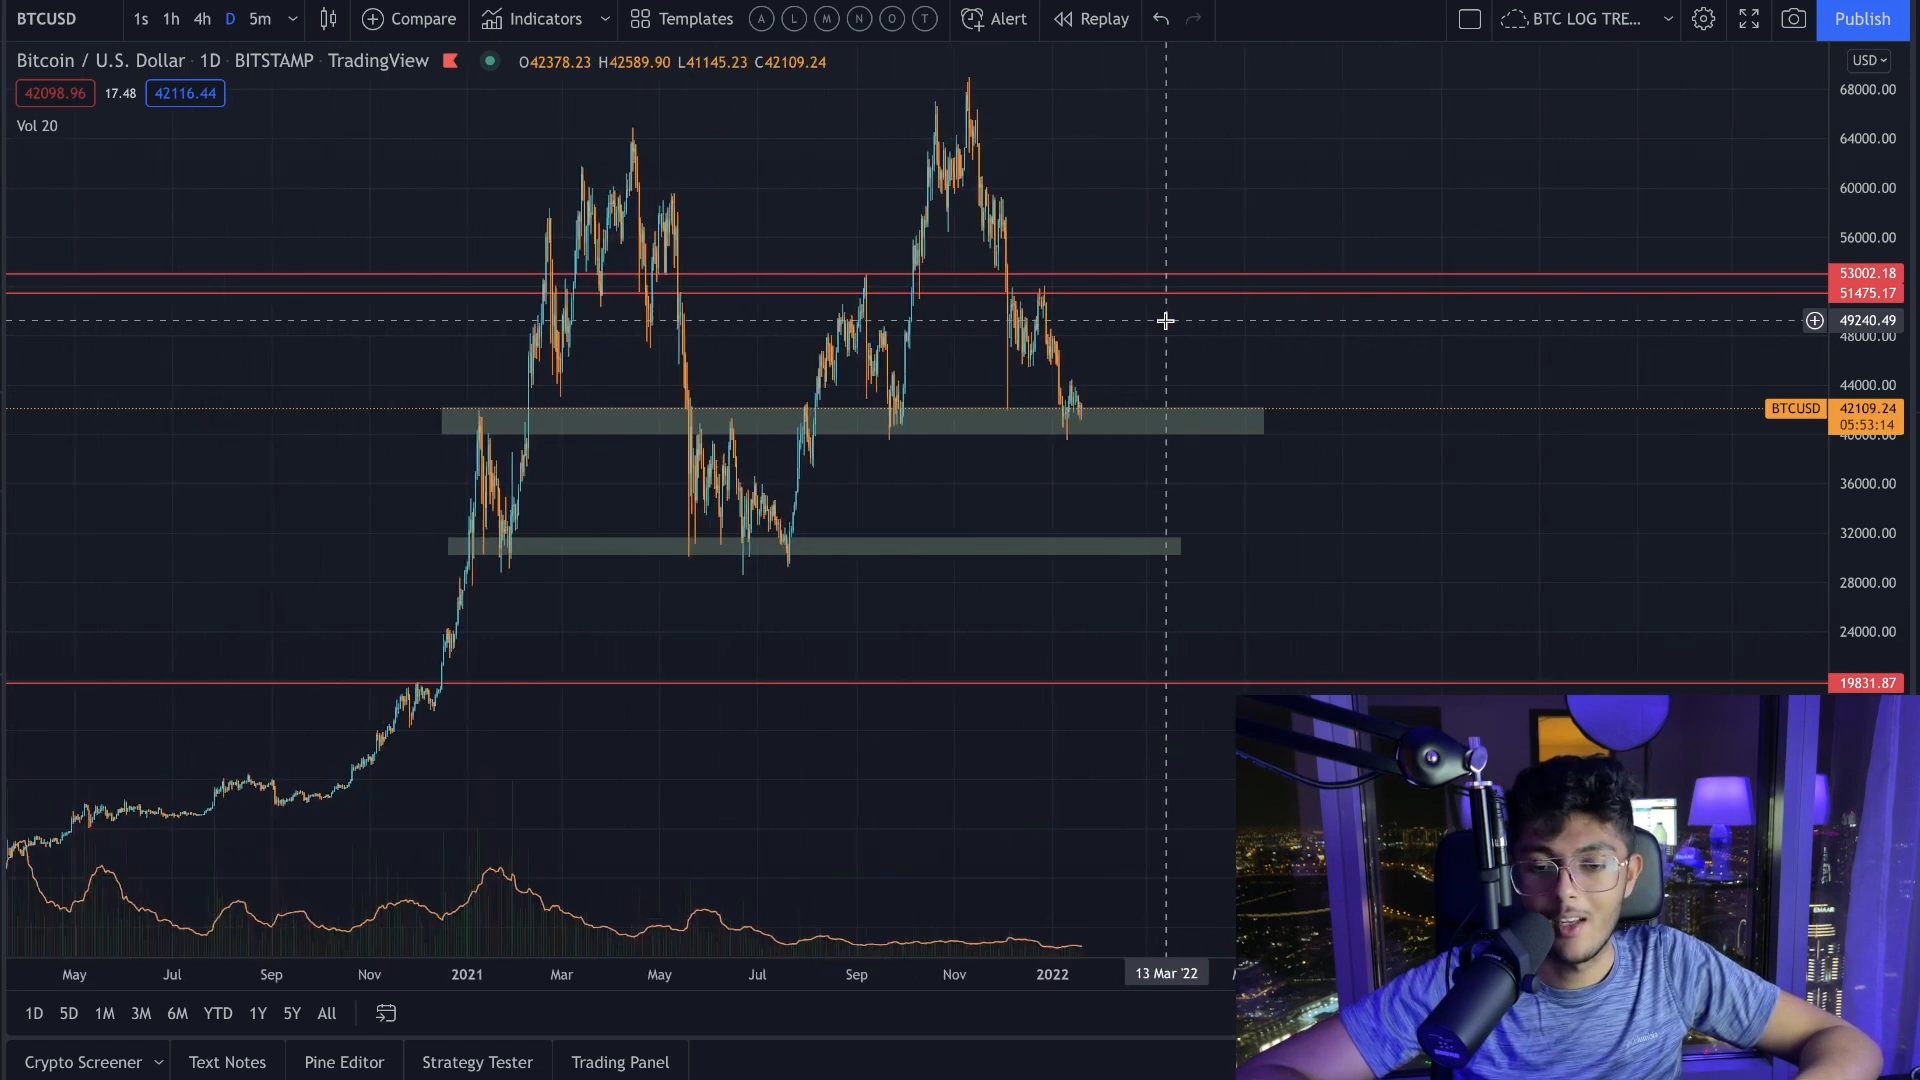 BTCUSD 1s 1h 4h D 5m Compare Indicators Templates A L M N O T Alert Replay BTC LOG TRE... Publish
Bitcoin / U.S. Dollar · 1D · BITSTAMP · TradingView O42378.23 H42589.90 L41145.23 C42109.24 USD
42098.96 17.48 42116.44
Vol 20
68000.00
64000.00
60000.00
56000.00
53002.18
51475.17
49240.49
48000.00
44000.00
BTCUSD 42109.24
05:53:14
40000.00
36000.00
32000.00
28000.00
24000.00
19831.87
EMAAR
May Jul Sep Nov 2021 Mar May Jul Sep Nov 2022 13 Mar '22
1D 5D 1M 3M 6M YTD 1Y 5Y All
Crypto Screener Text Notes Pine Editor Strategy Tester Trading Panel